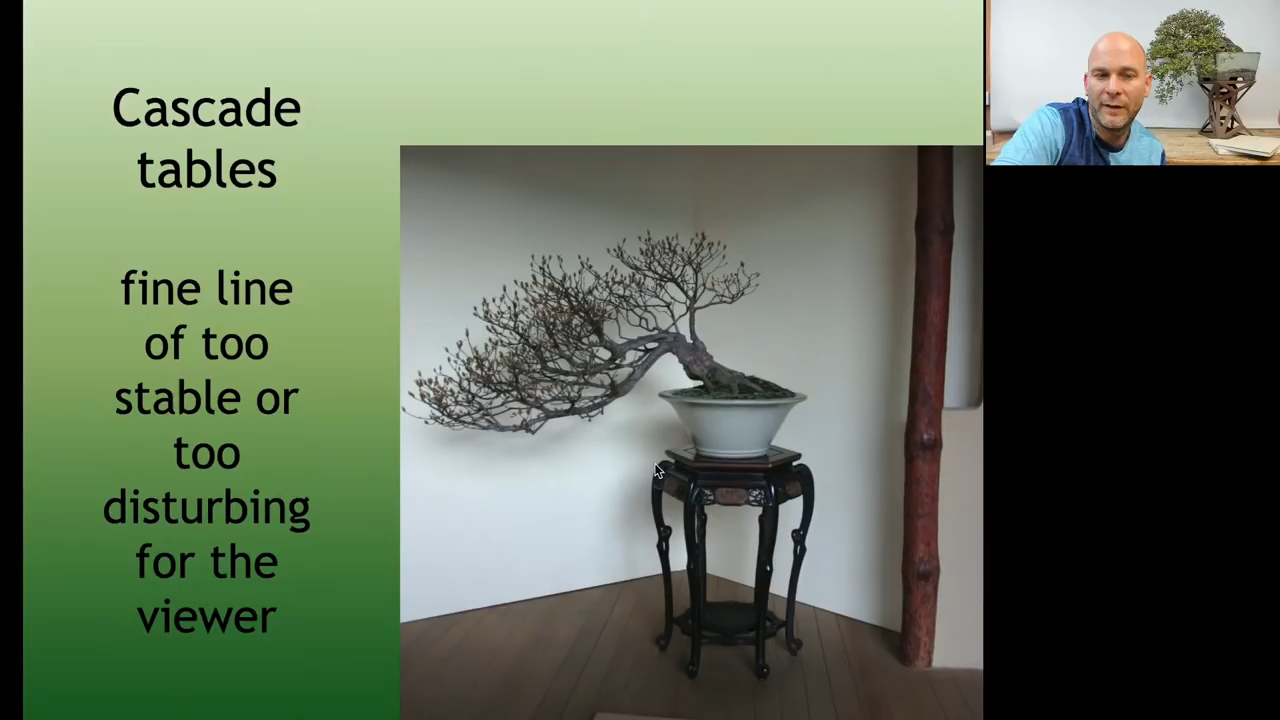 Cascade
tables
fine line
of too
stable or
too
disturbing
for the
viewer